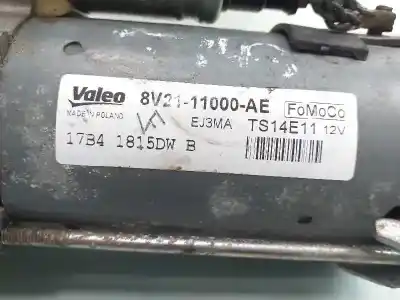 Valeo 8V21-11000-AE FoMoCo
MADE IN POLAND EJ3MA TS14E11 12V
17B4 1815DW B